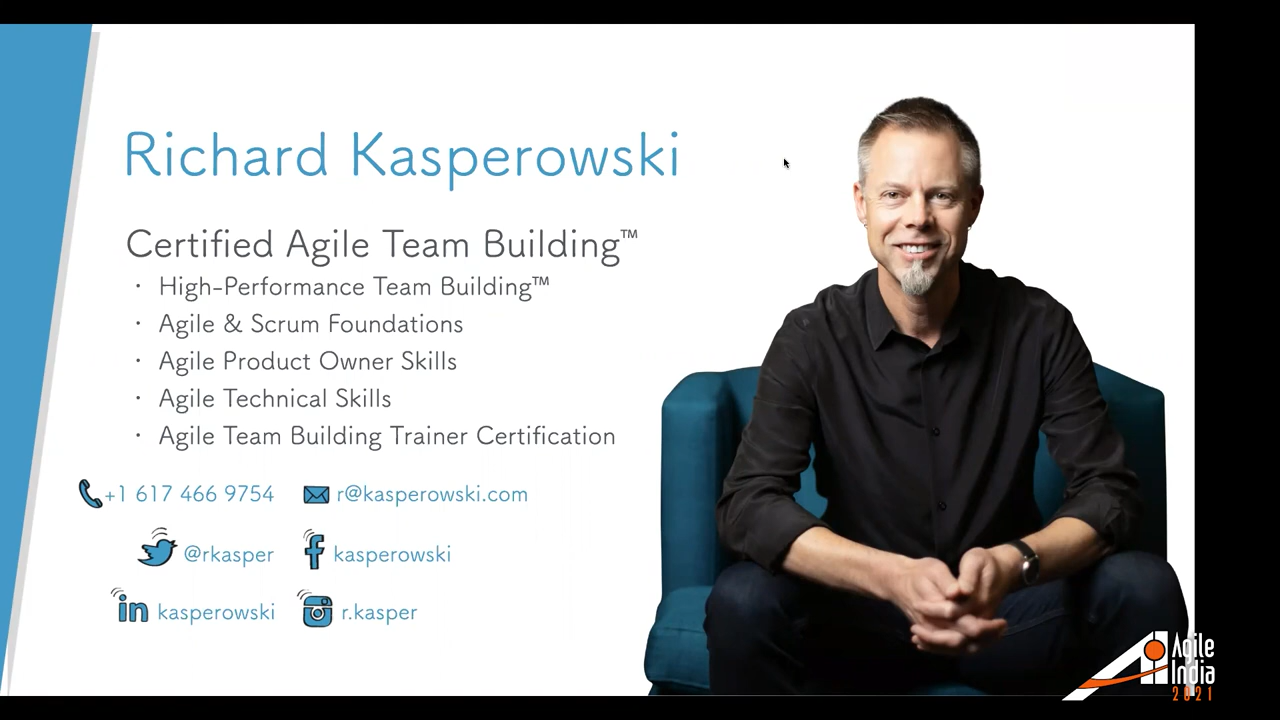 Richard Kasperowski
Certified Agile Team Building™
· High-Performance Team Building™
· Agile & Scrum Foundations
· Agile Product Owner Skills
· Agile Technical Skills
· Agile Team Building Trainer Certification
+1 617 466 9754 r@kasperowski.com
@rkasper kasperowski
in kasperowski r.kasper
Agile
India
2021